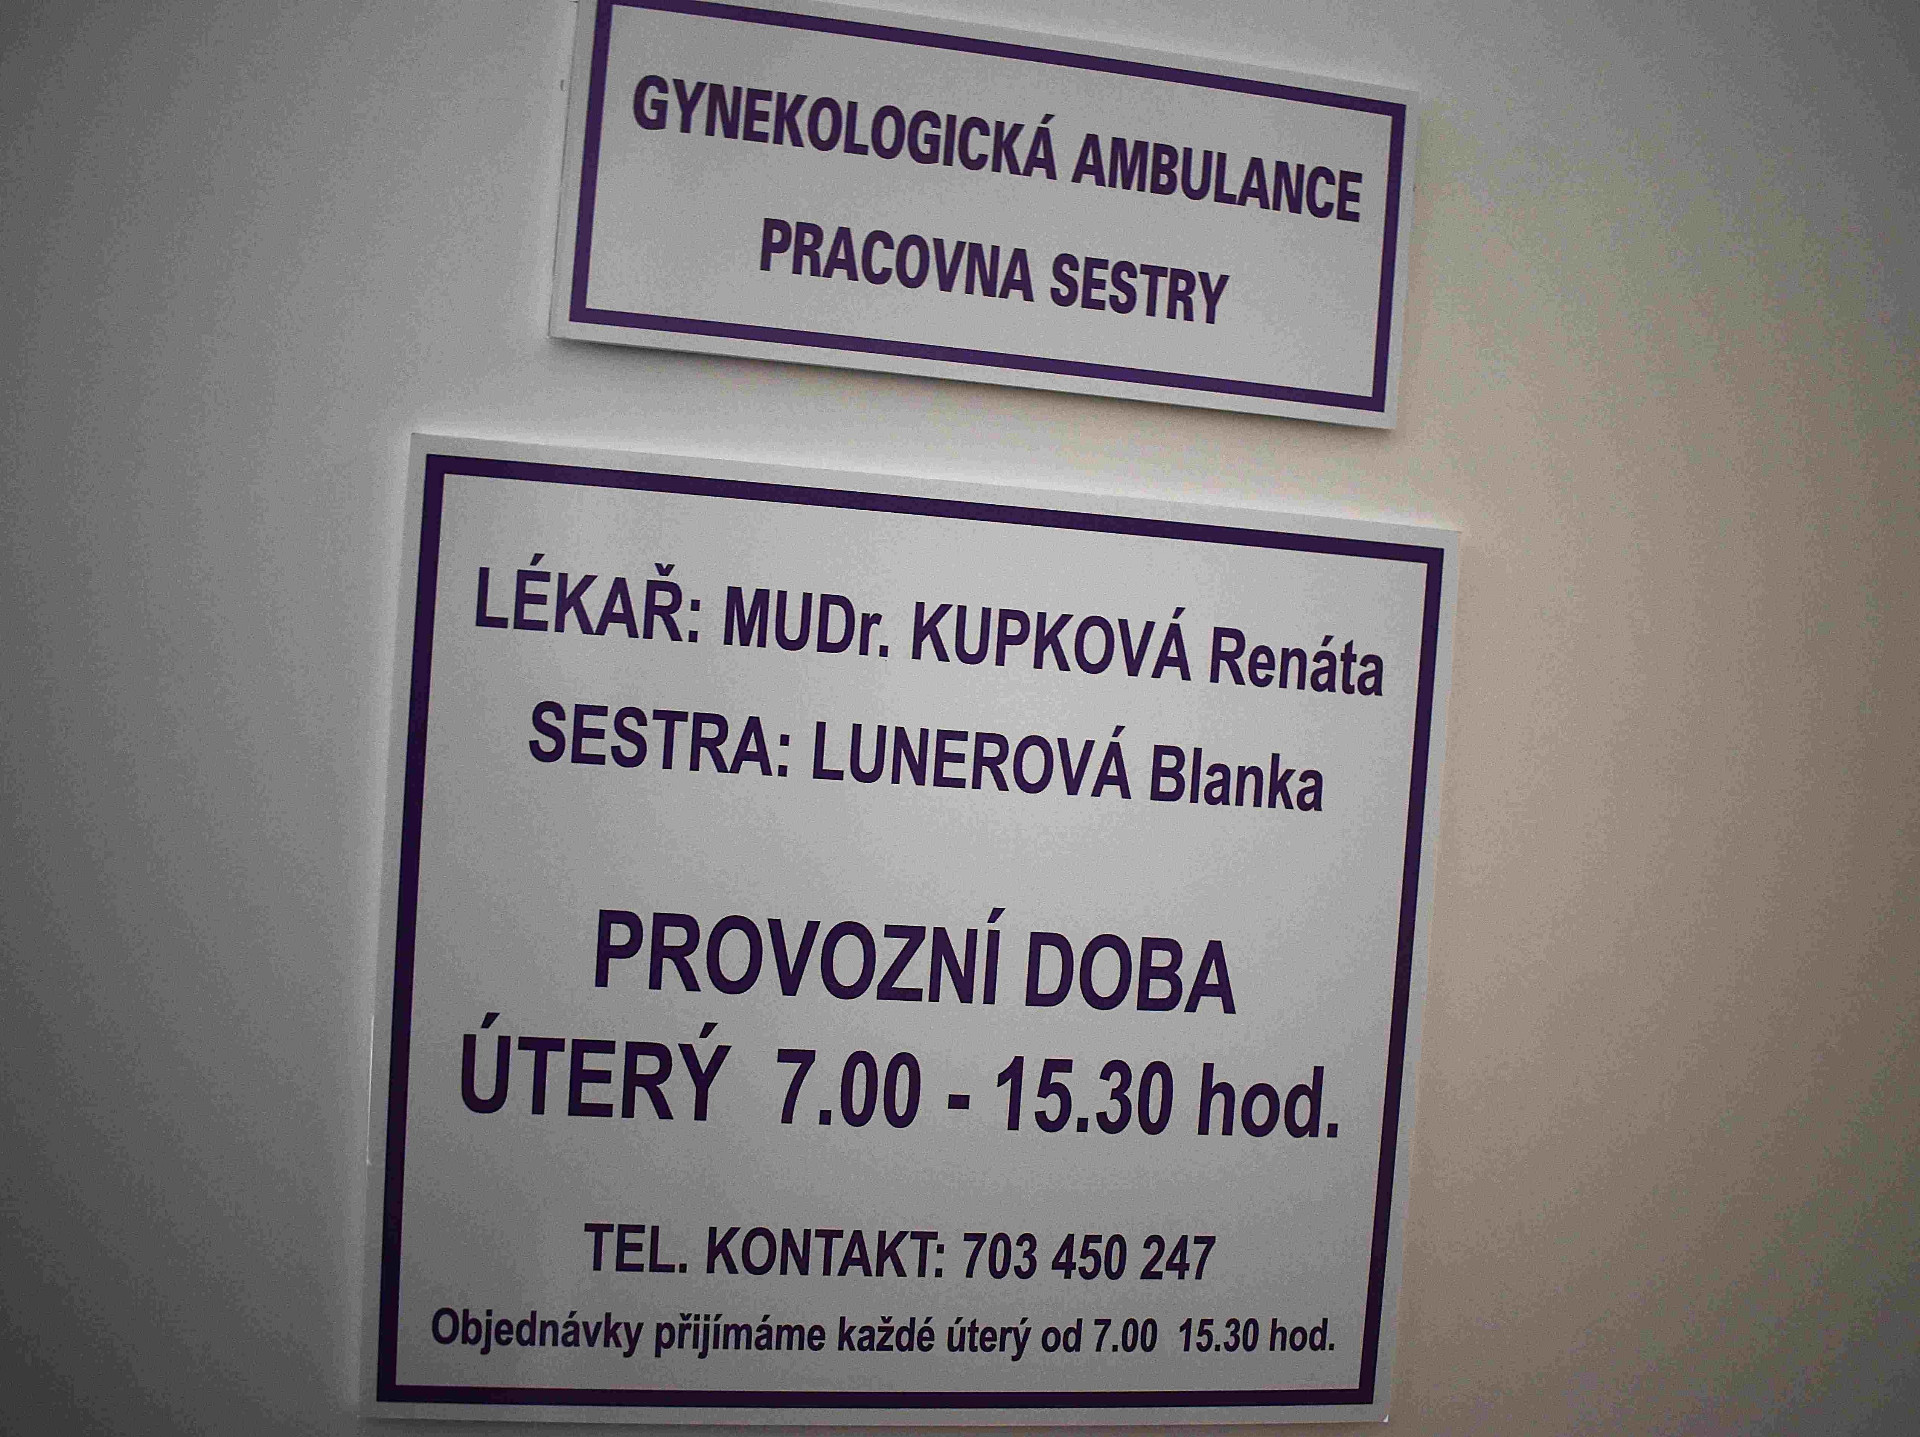 GYNEKOLOGICKÁ AMBULANCE
PRACOVNA SESTRY
LÉKAŘ: MUDr. KUPKOVÁ Renáta
SESTRA: LUNEROVÁ Blanka
PROVOZNÍ DOBA
ÚTERÝ 7.00 - 15.30 hod.
TEL. KONTAKT: 703 450 247
Objednávky přijímáme každé úterý od 7.00 15.30 hod.